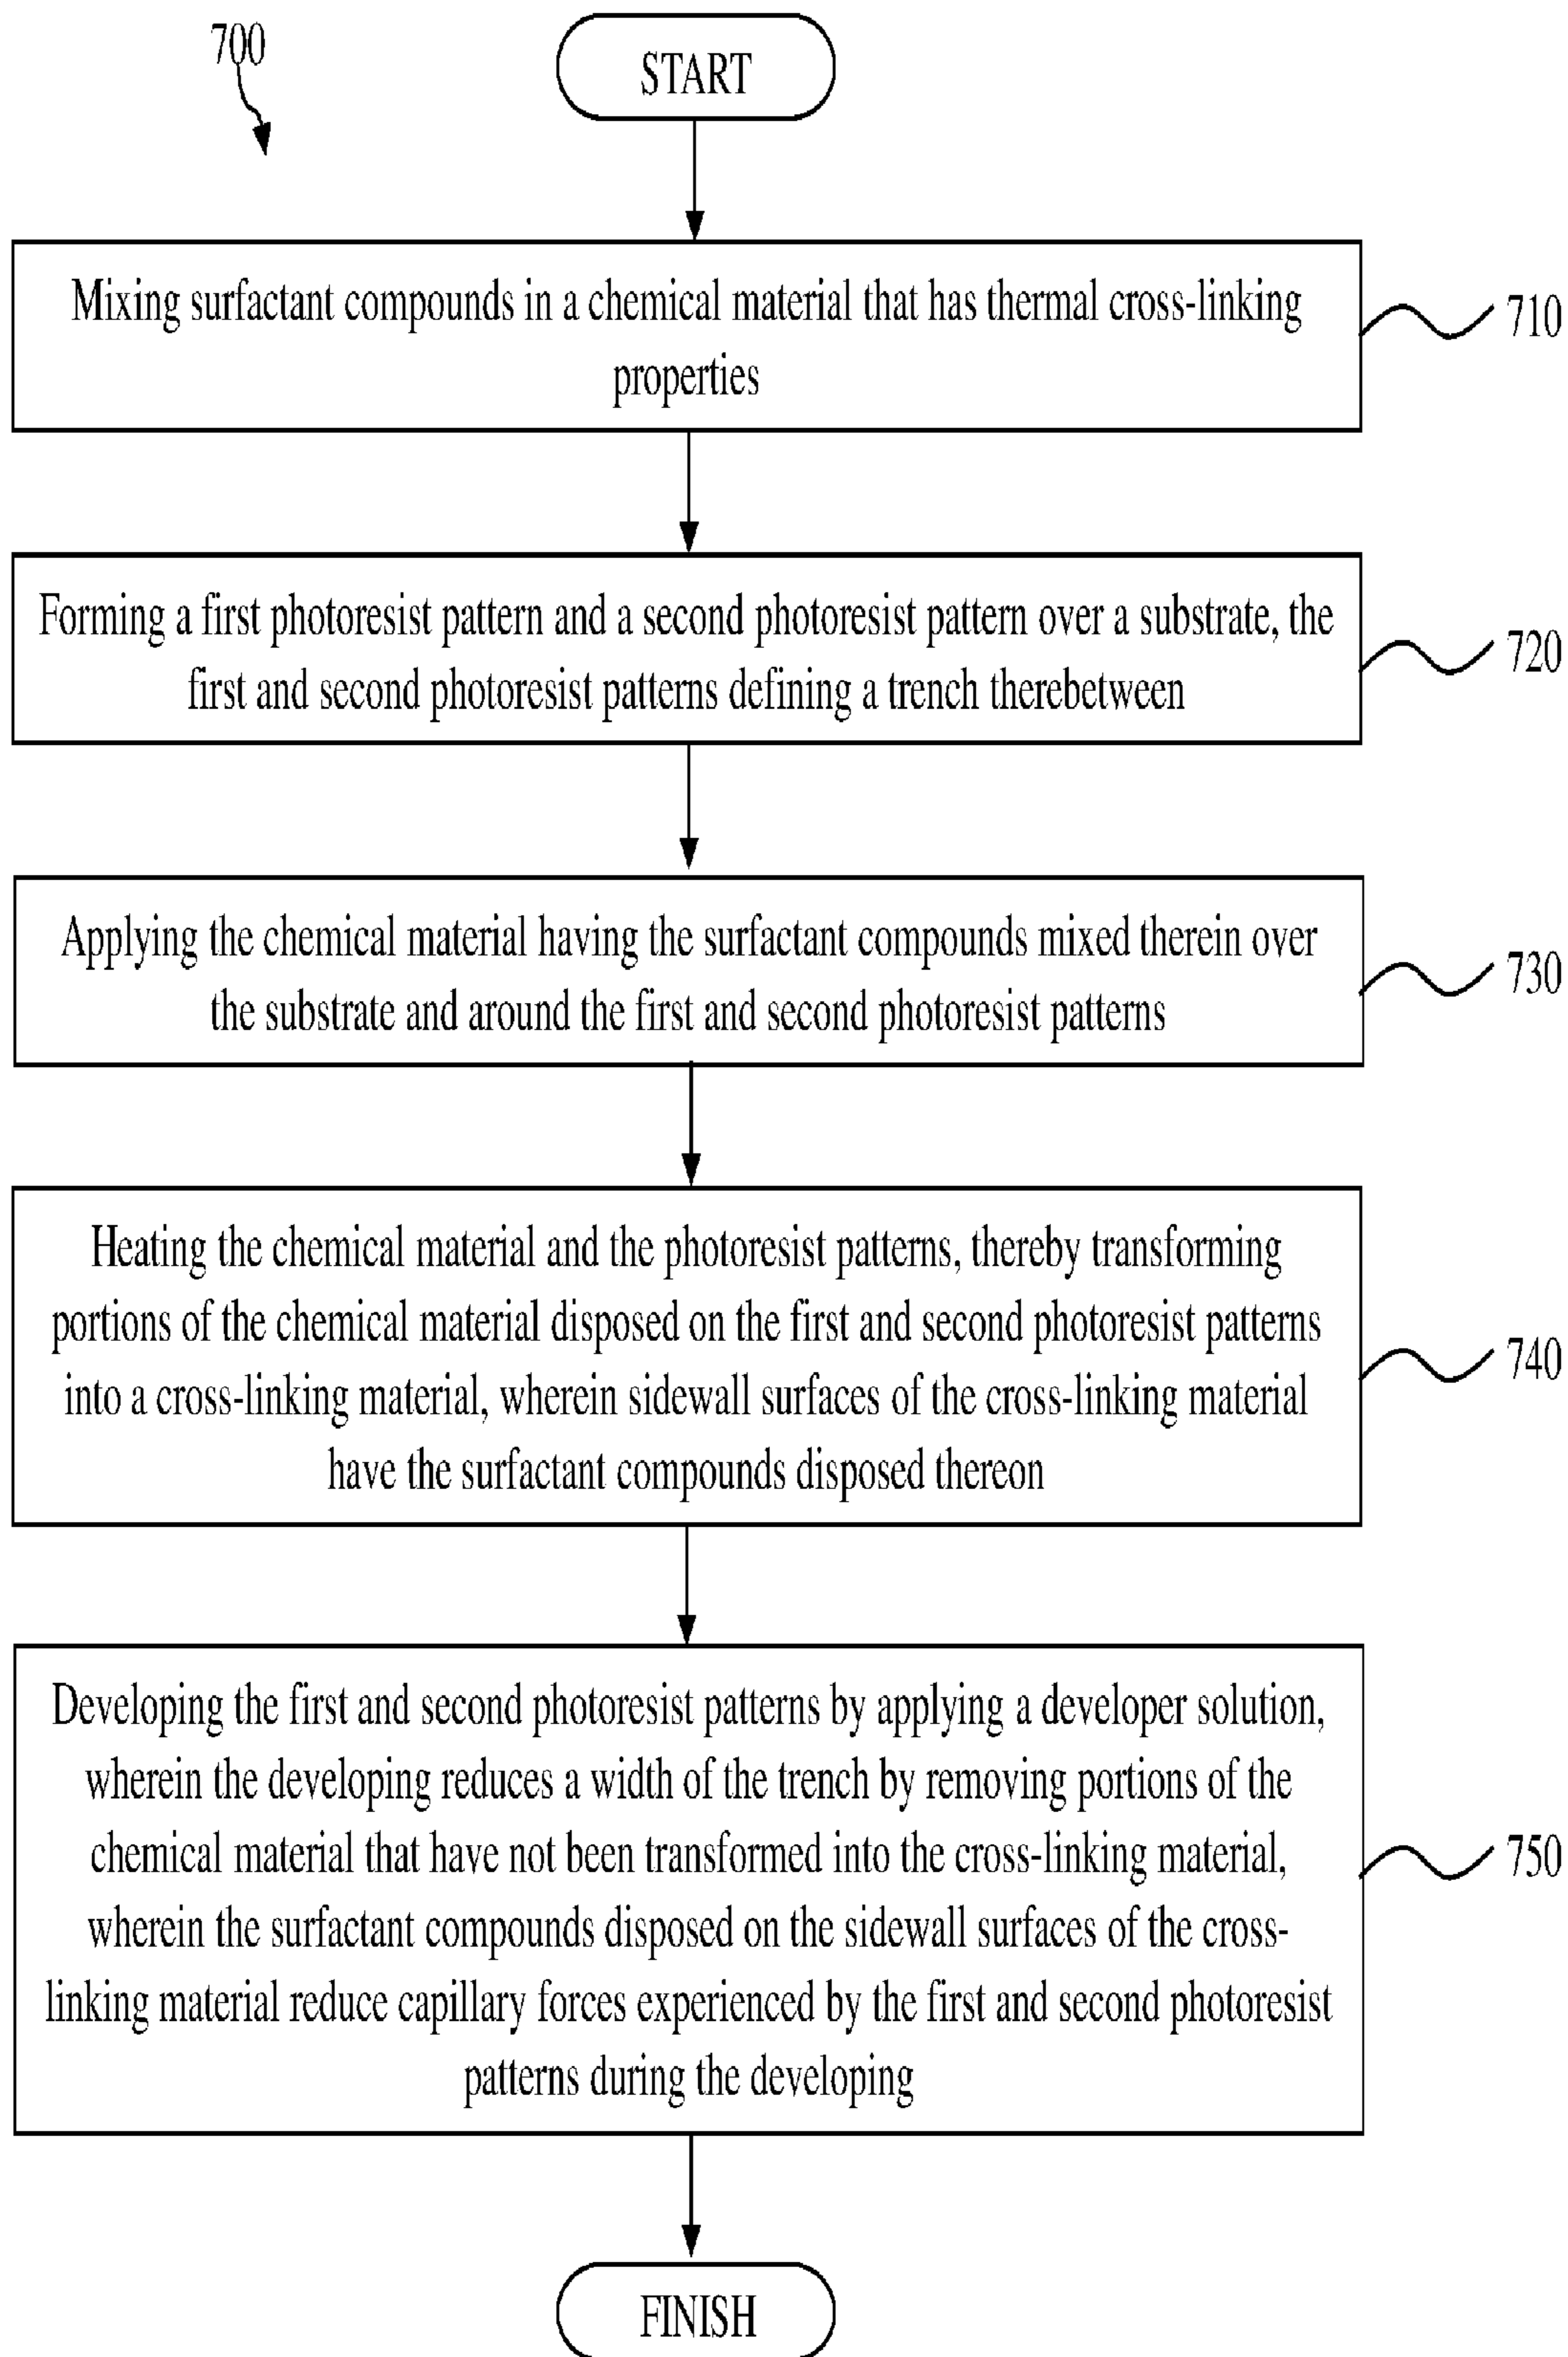 700
START
Mixing surfactant compounds in a chemical material that has thermal cross-linking
properties
710
Forming a first photoresist pattern and a second photoresist pattern over a substrate, the
first and second photoresist patterns defining a trench therebetween
720
Applying the chemical material having the surfactant compounds mixed therein over
the substrate and around the first and second photoresist patterns
730
Heating the chemical material and the photoresist patterns, thereby transforming
portions of the chemical material disposed on the first and second photoresist patterns
into a cross-linking material, wherein sidewall surfaces of the cross-linking material
have the surfactant compounds disposed thereon
740
Developing the first and second photoresist patterns by applying a developer solution,
wherein the developing reduces a width of the trench by removing portions of the
chemical material that have not been transformed into the cross-linking material,
wherein the surfactant compounds disposed on the sidewall surfaces of the cross-
linking material reduce capillary forces experienced by the first and second photoresist
patterns during the developing
750
FINISH